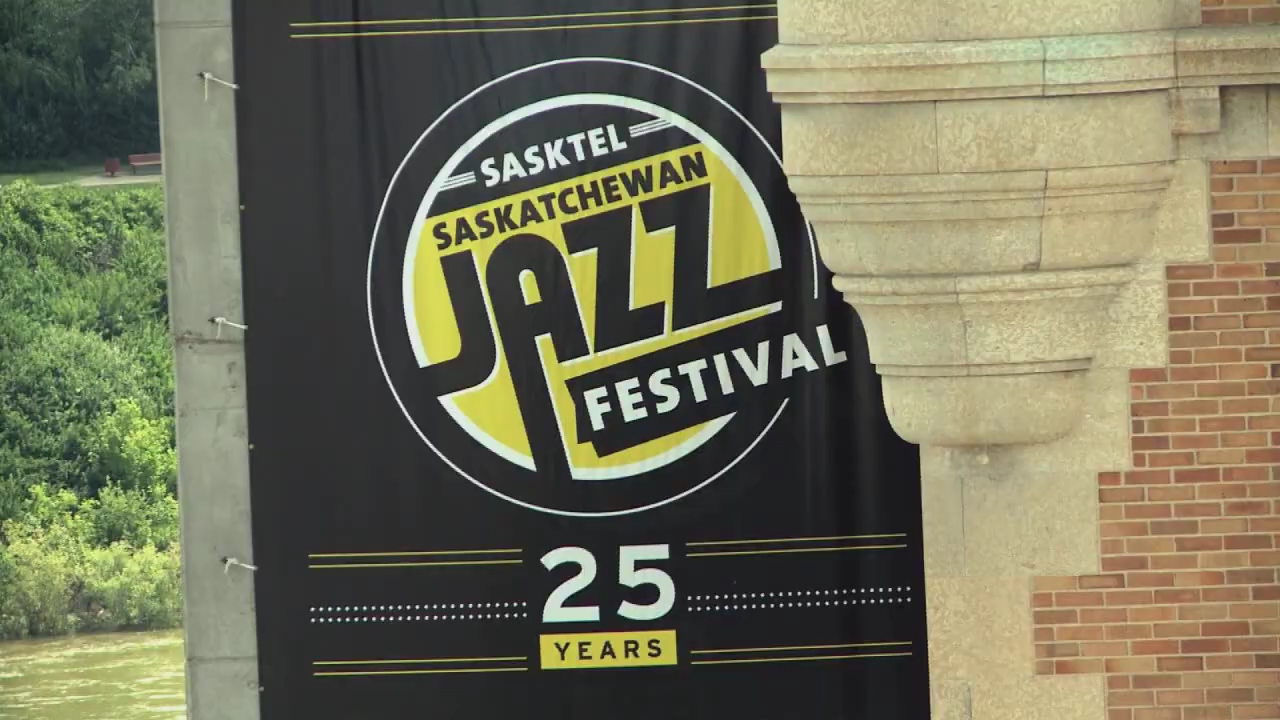 SASKTEL
SASKATCHEWAN
JAZZ
FESTIVAL
25
YEARS